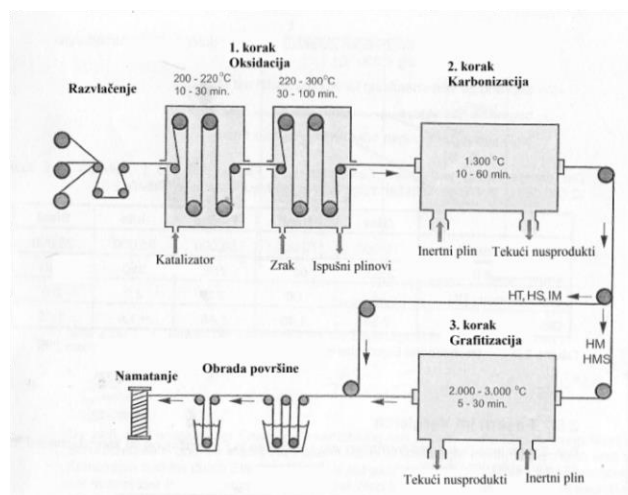 1. korak
Oksidacija
2. korak
Karbonizacija
Razvlačenje
200 - 220 °C
10 - 30 min.
220 - 300 °C
30 - 100 min.
1.300 °C
10 - 60 min.
Katalizator
Zrak
Ispušni plinovi
Inertni plin
Tekući nusprodukti
HT, HS, IM
3. korak
Grafitizacija
HM
HMS
Namatanje
Obrada površine
2.000 - 3.000 °C
5 - 30 min.
Tekući nusprodukti
Inertni plin